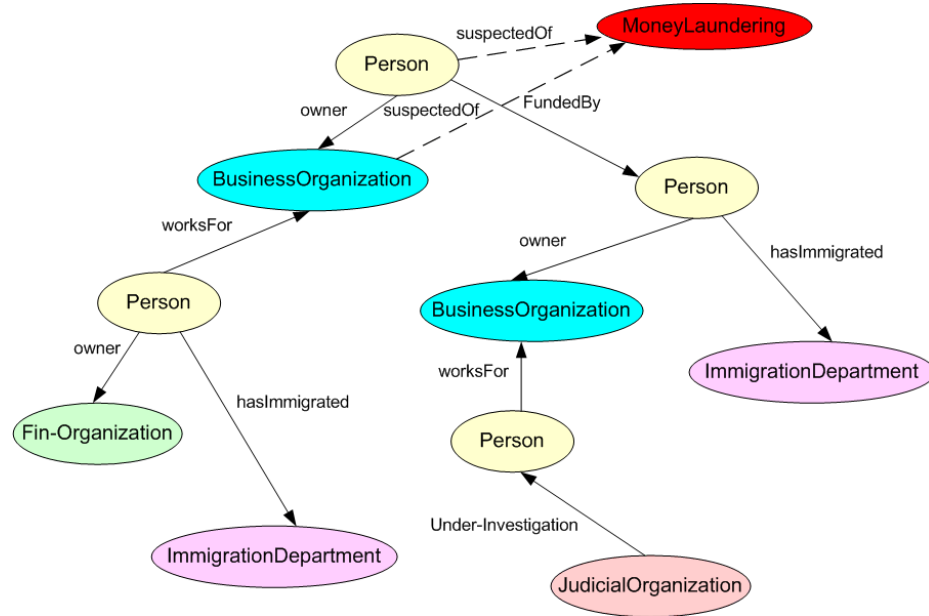 MoneyLaundering
suspectedOf
Person
owner
suspectedOf
FundedBy
BusinessOrganization
Person
worksFor
owner
hasImmigrated
Person
BusinessOrganization
owner
worksFor
ImmigrationDepartment
hasImmigrated
Fin-Organization
Person
Under-Investigation
ImmigrationDepartment
JudicialOrganization